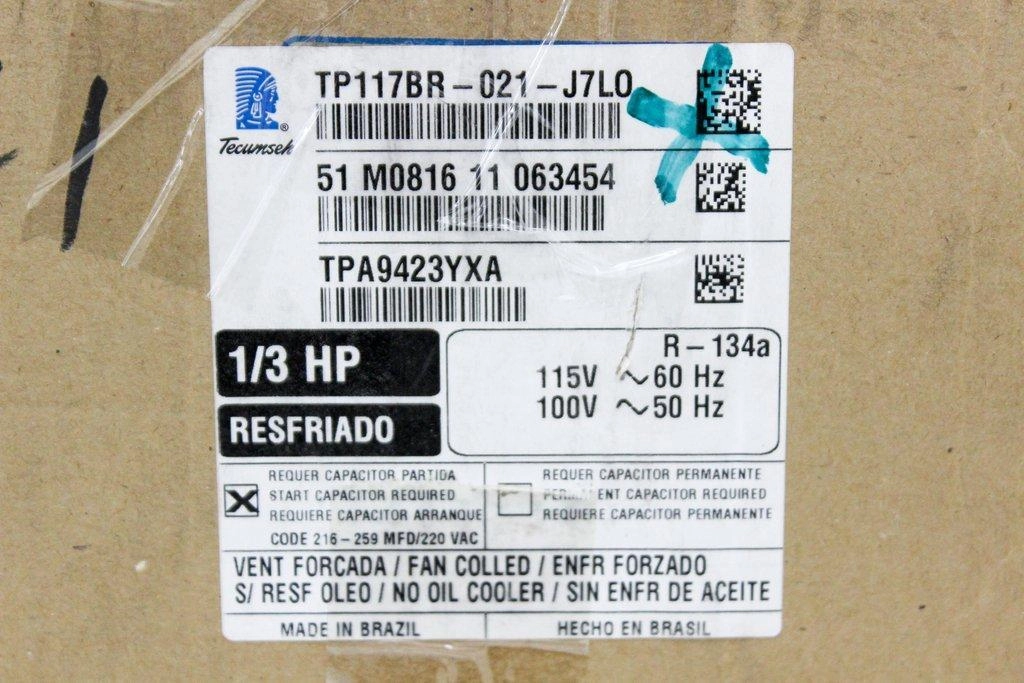 TP117BR-021-J7LO
Tecumseh
51 M0816 11 063454
TPA9423YXA
1/3 HP
R-134a
115V ~60 Hz
100V ~50 Hz
RESFRIADO
REQUER CAPACITOR PARTIDA
START CAPACITOR REQUIRED
REQUIERE CAPACITOR ARRANQUE
CODE 216-259 MFD/220 VAC
REQUER CAPACITOR PERMANENTE
CAPACITOR REQUIRED
REQUIERE CAPACITOR PERMANENTE
VENT FORCADA / FAN COLLED / ENFR FORZADO
S/ RESF OLEO / NO OIL COOLER / SIN ENFR DE ACEITE
MADE IN BRAZIL
HECHO EN BRASIL